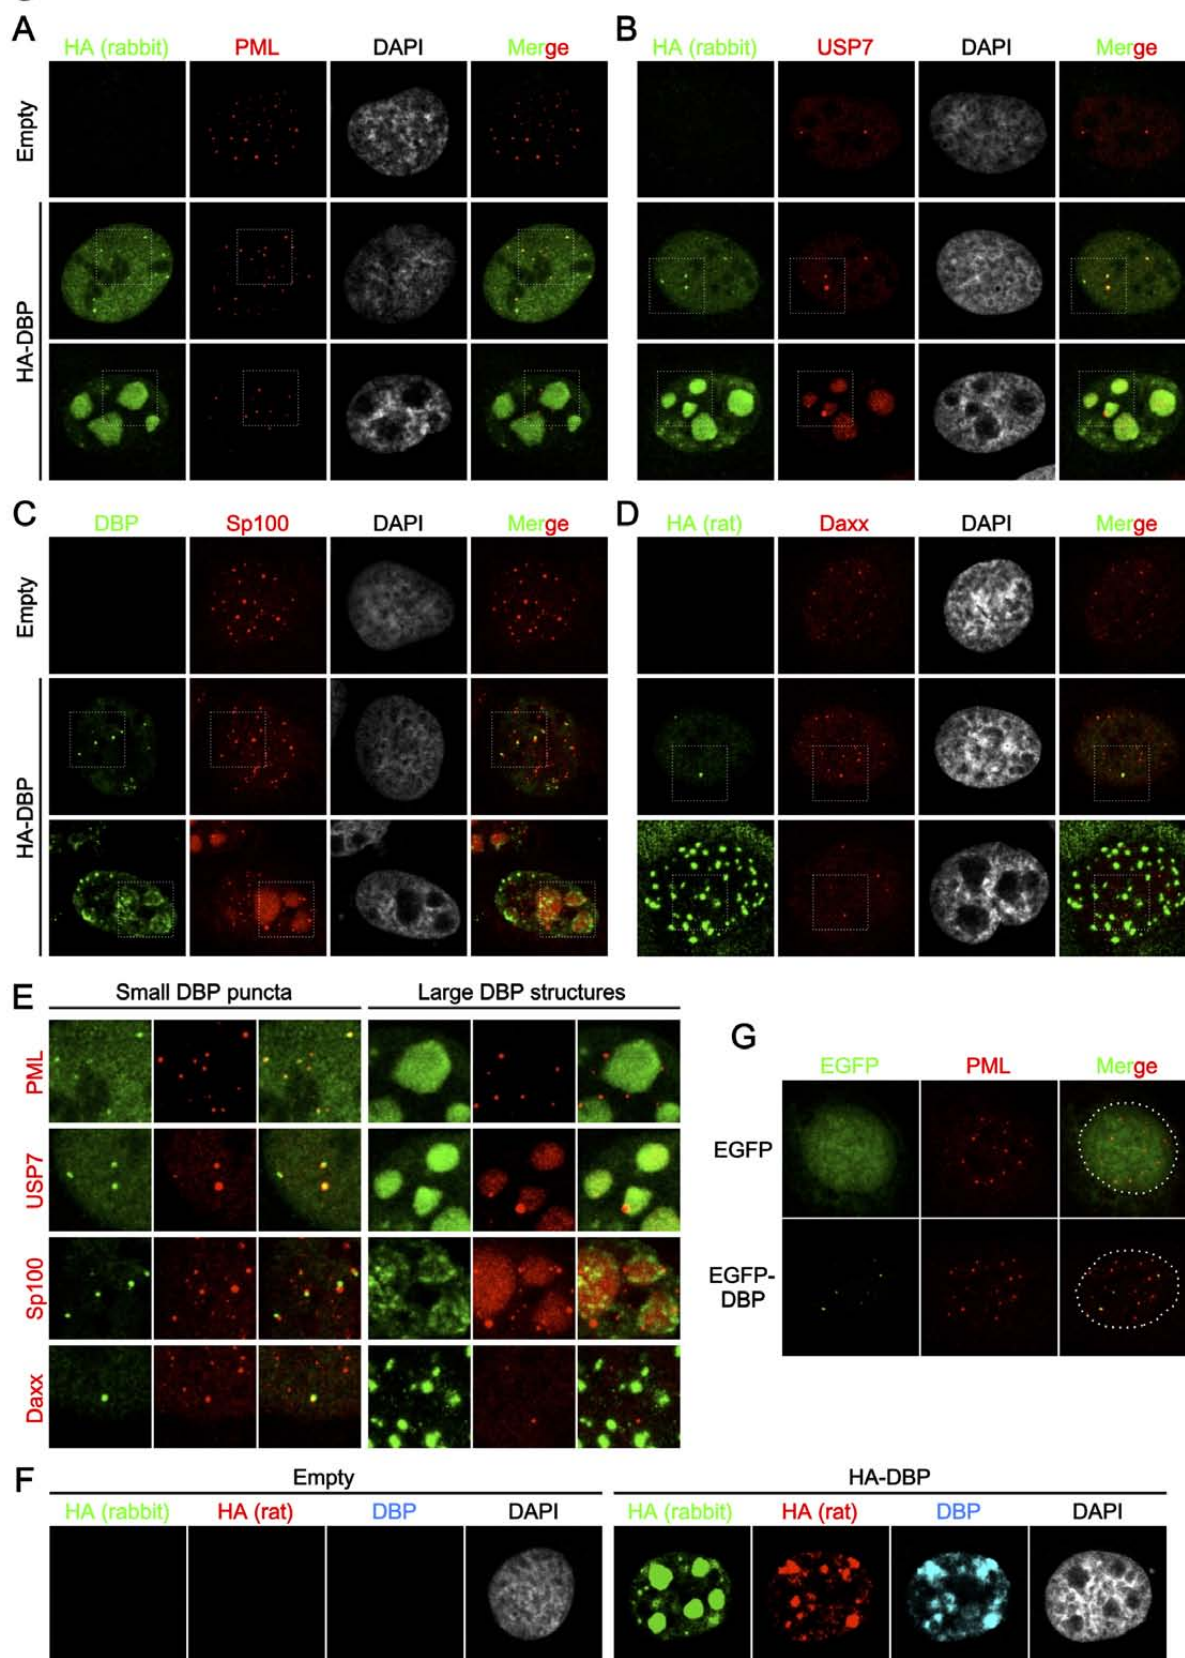 A
B
HA (rabbit) PML DAPI Merge
HA (rabbit) USP7 DAPI Merge
Empty
HA-DBP
C
D
DBP Sp100 DAPI Merge
HA (rat) Daxx DAPI Merge
Empty
HA-DBP
E
Small DBP puncta Large DBP structures
PML
USP7
Sp100
Daxx
G
EGFP PML Merge
EGFP
EGFP-
DBP
F
Empty HA-DBP
HA (rabbit) HA (rat) DBP DAPI HA (rabbit) HA (rat) DBP DAPI